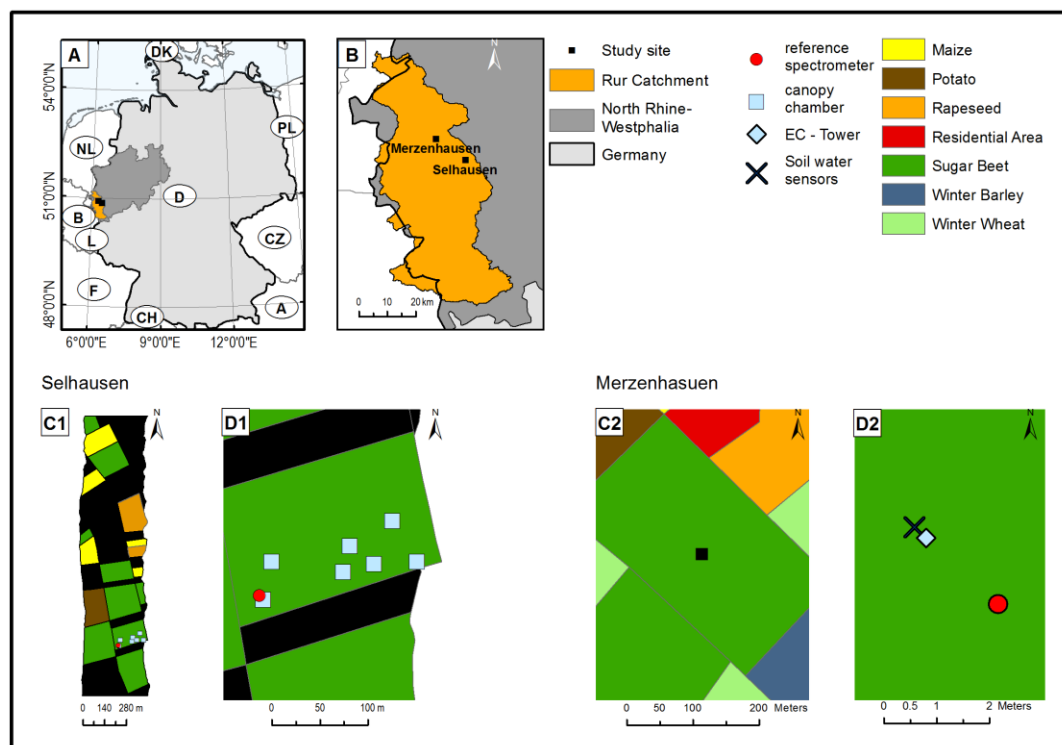 A
DK
54°0'0"N
PL
NL
51°0'0"N
D
B
L
CZ
F
48°0'0"N
CH
A
6°0'0"E 9°0'0"E 12°0'0"E
B
N
Merzenhausen
Selhausen
0 10 20 km
Study site
Rur Catchment
North Rhine-
Westphalia
Germany
reference
spectrometer
canopy
chamber
EC - Tower
Soil water
sensors
Maize
Potato
Rapeseed
Residential Area
Sugar Beet
Winter Barley
Winter Wheat
Selhausen
C1
N
0 140 280 m
D1
N
0 50 100 m
Merzenhasuen
C2
N
0 100 200 Meters
D2
N
0 0.5 1 2 Meters